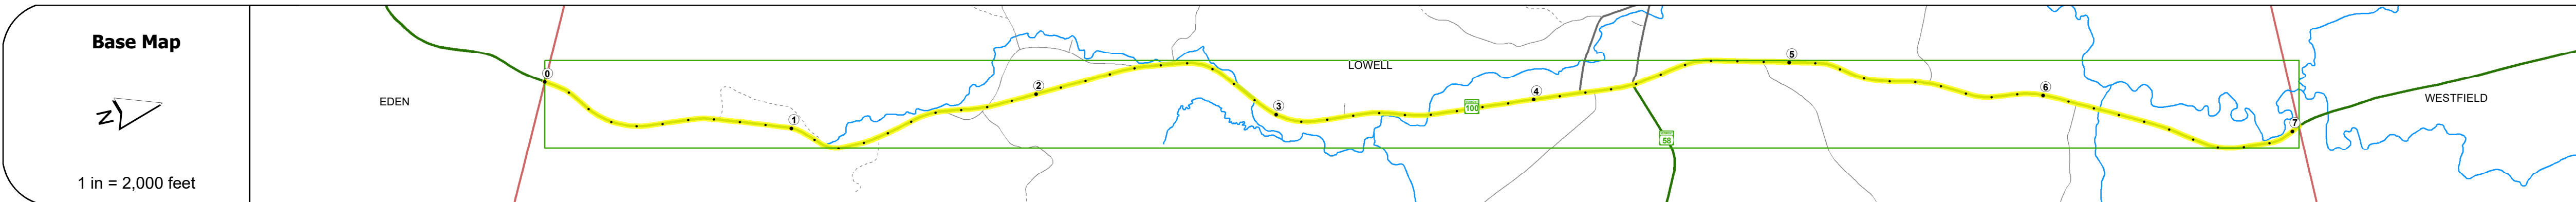 Base Map
N
1 in = 2,000 feet
EDEN
0
1
2
3
LOWELL
100
4
58
5
6
7
WESTFIELD